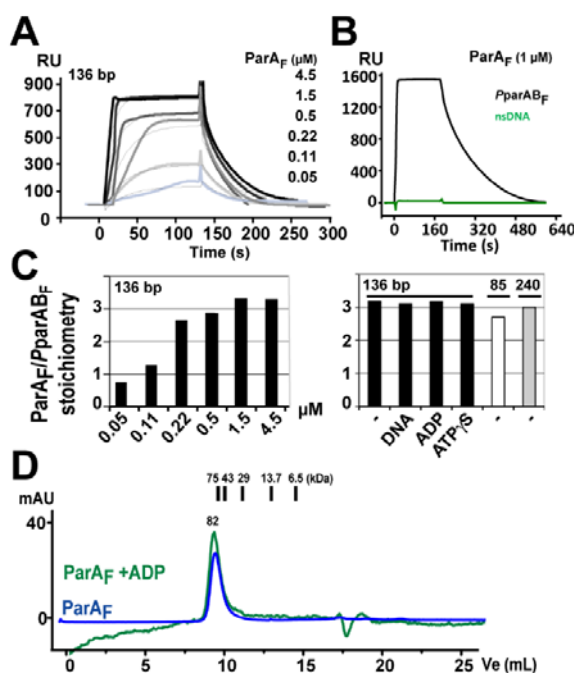 A
RU
136 bp
ParA_F (μM)
4.5
1.5
0.5
0.22
0.11
0.05
900
700
500
300
100
0 50 100 150 200 250 300
Time (s)
B
RU
ParA_F (1 μM)
1600
1200
800
400
0
PparAB_F
nsDNA
0 160 320 480 640
Time (s)
C
ParA_F/PparAB_F
stoichiometry
136 bp
3
2
1
0
0.05 0.11 0.22 0.5 1.5 4.5 μM
136 bp 85 240
3
2
1
0
- DNA ADP ATPγS - -
D
mAU
75 43 29 13.7 6.5 (kDa)
82
40
0
ParA_F +ADP
ParA_F
0 5 10 15 20 25 Ve (mL)